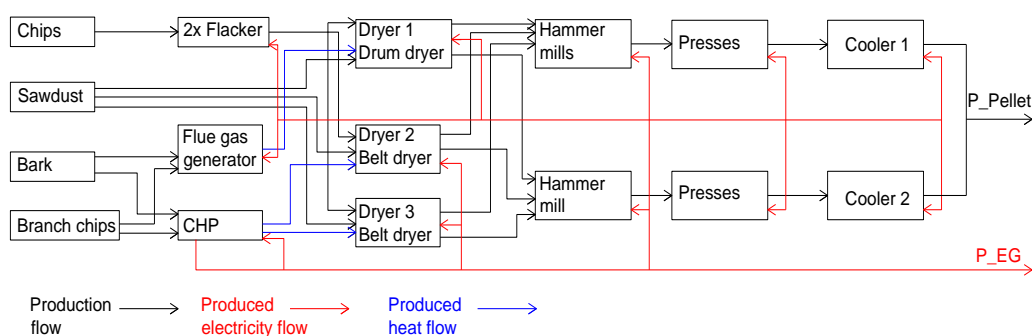 Chips
2x Flacker
Dryer 1
Drum dryer
Hammer
mills
Presses
Cooler 1
Sawdust
P_Pellet
Flue gas
generator
Dryer 2
Belt dryer
Bark
Hammer
mill
Presses
Cooler 2
Branch chips
CHP
Dryer 3
Belt dryer
P_EG
Production
flow
Produced
electricity flow
Produced
heat flow